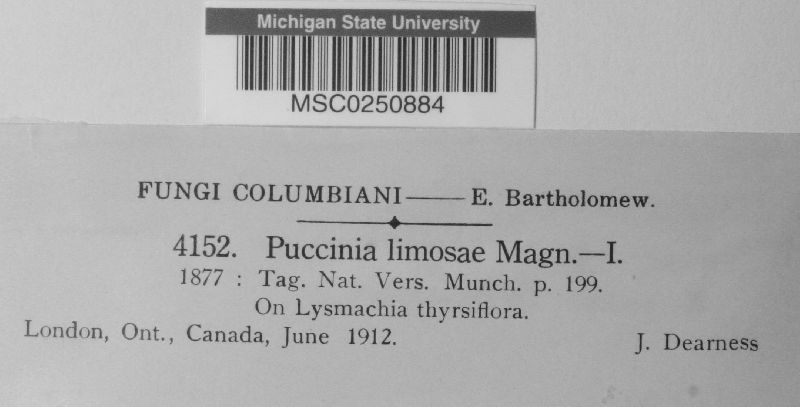 Michigan State University
MSC0250884
FUNGI COLUMBIANI—— E. Bartholomew.
4152. Puccinia limosae Magn.—I.
1877 : Tag. Nat. Vers. Munch. p. 199.
On Lysmachia thyrsiflora.
London, Ont., Canada, June 1912. J. Dearness